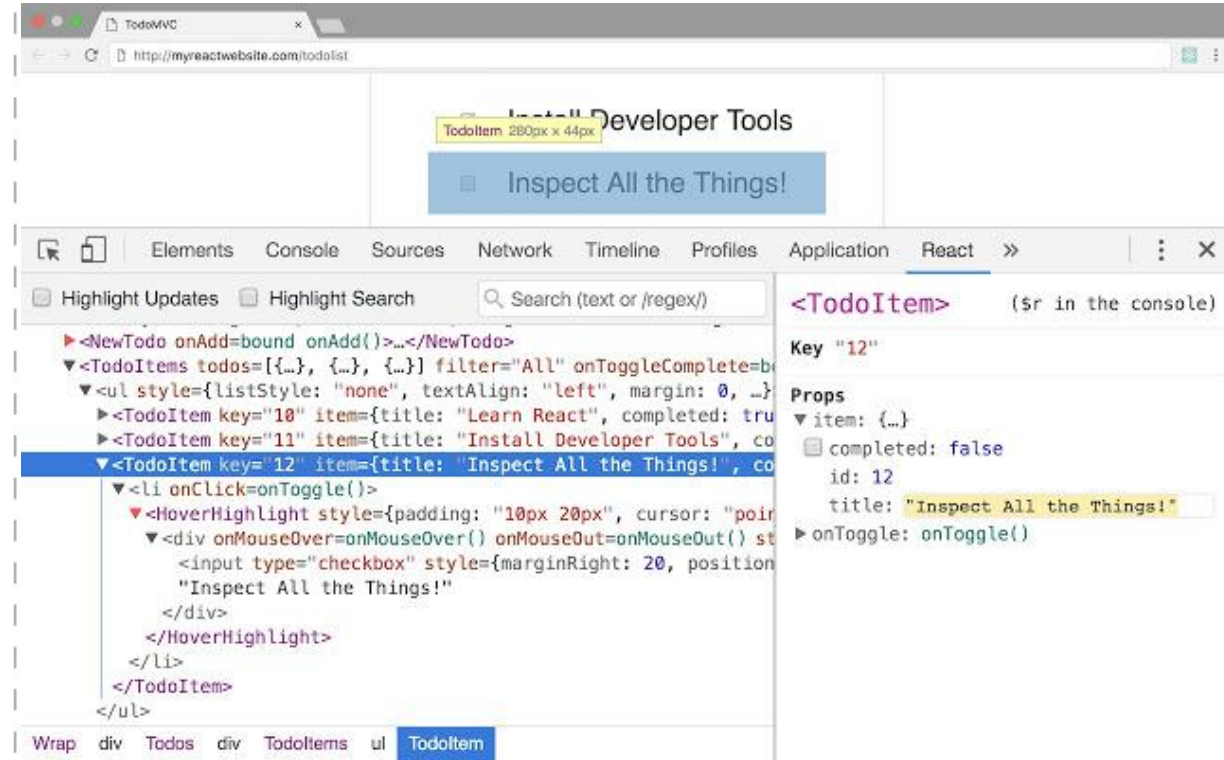 TodoMVC ×
http://myreactwebsite.com/todolist
Install Developer Tools
TodoItem 280px × 44px
Inspect All the Things!
Elements Console Sources Network Timeline Profiles Application React »
Highlight Updates Highlight Search Search (text or /regex/)
<NewTodo onAdd=bound onAdd()>…</NewTodo>
<TodoItems todos=[{…}, {…}, {…}] filter="All" onToggleComplete=bo
<ul style={listStyle: "none", textAlign: "left", margin: 0, …}
<TodoItem key="10" item={title: "Learn React", completed: tru
<TodoItem key="11" item={title: "Install Developer Tools", co
<TodoItem key="12" item={title: "Inspect All the Things!", co
<li onClick=onToggle()>
<HoverHighlight style={padding: "10px 20px", cursor: "poin
<div onMouseOver=onMouseOver() onMouseOut=onMouseOut() st
<input type="checkbox" style={marginRight: 20, position
"Inspect All the Things!"
</div>
</HoverHighlight>
</li>
</TodoItem>
</ul>
Wrap div Todos div TodoItems ul TodoItem
<TodoItem> ($r in the console)
Key "12"
Props
item: {…}
completed: false
id: 12
title: "Inspect All the Things!"
onToggle: onToggle()